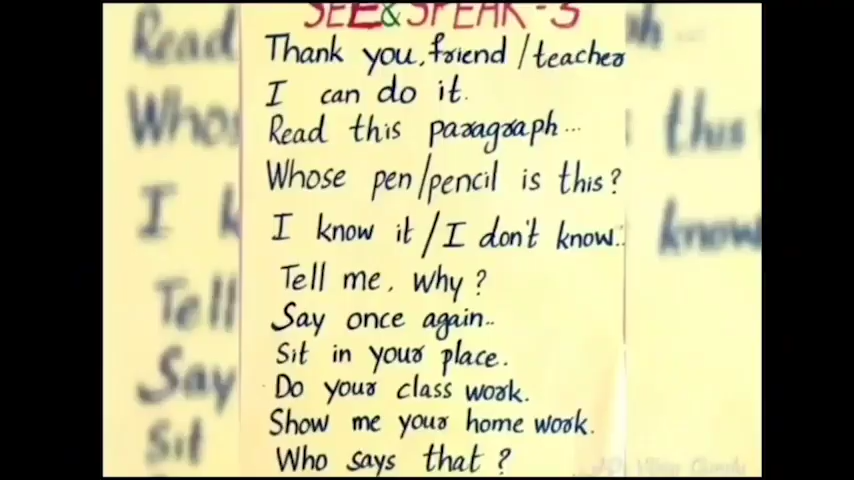 SEE & SPEAK - 3
Thank you, friend / teacher
I can do it.
Read this paragraph...
Whose pen/pencil is this?
I know it / I don't know..
Tell me, why?
Say once again..
Sit in your place.
Do your class work.
Show me your home work.
Who says that?